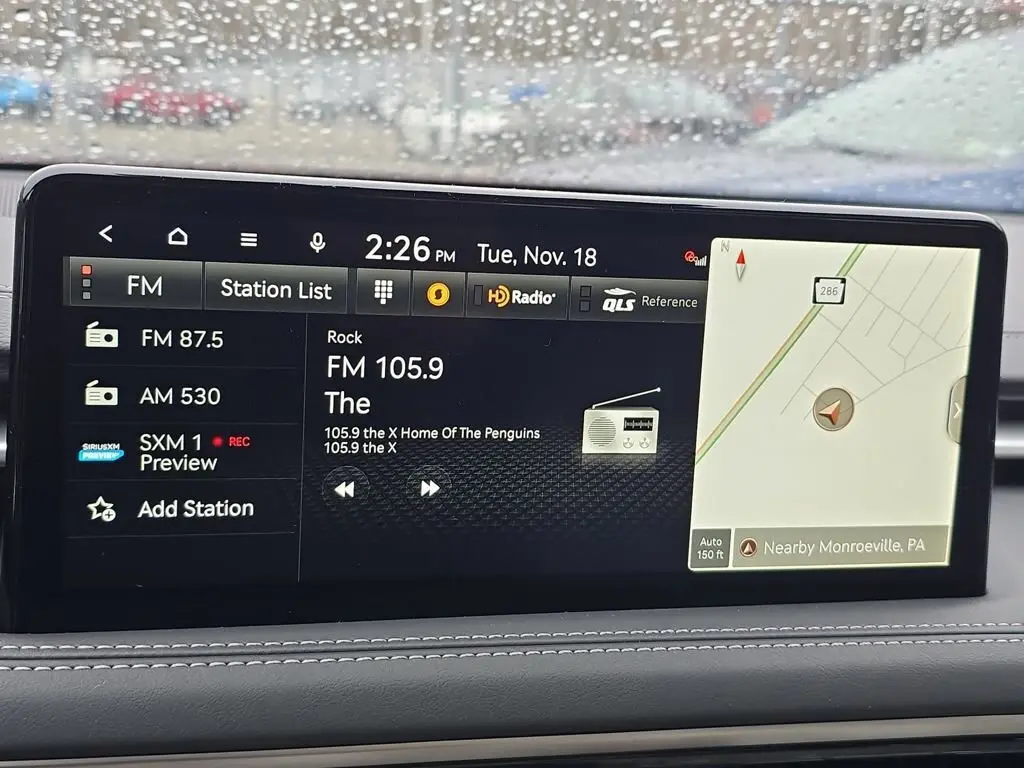 2:26 PM Tue, Nov. 18
FM Station List HD Radio QLS Reference
FM 87.5
AM 530
SIRIUSXM PREVIEW
SXM 1 REC
Preview
Add Station
Rock
FM 105.9
The
105.9 the X Home Of The Penguins
105.9 the X
N
286
Auto
150 ft
Nearby Monroeville, PA